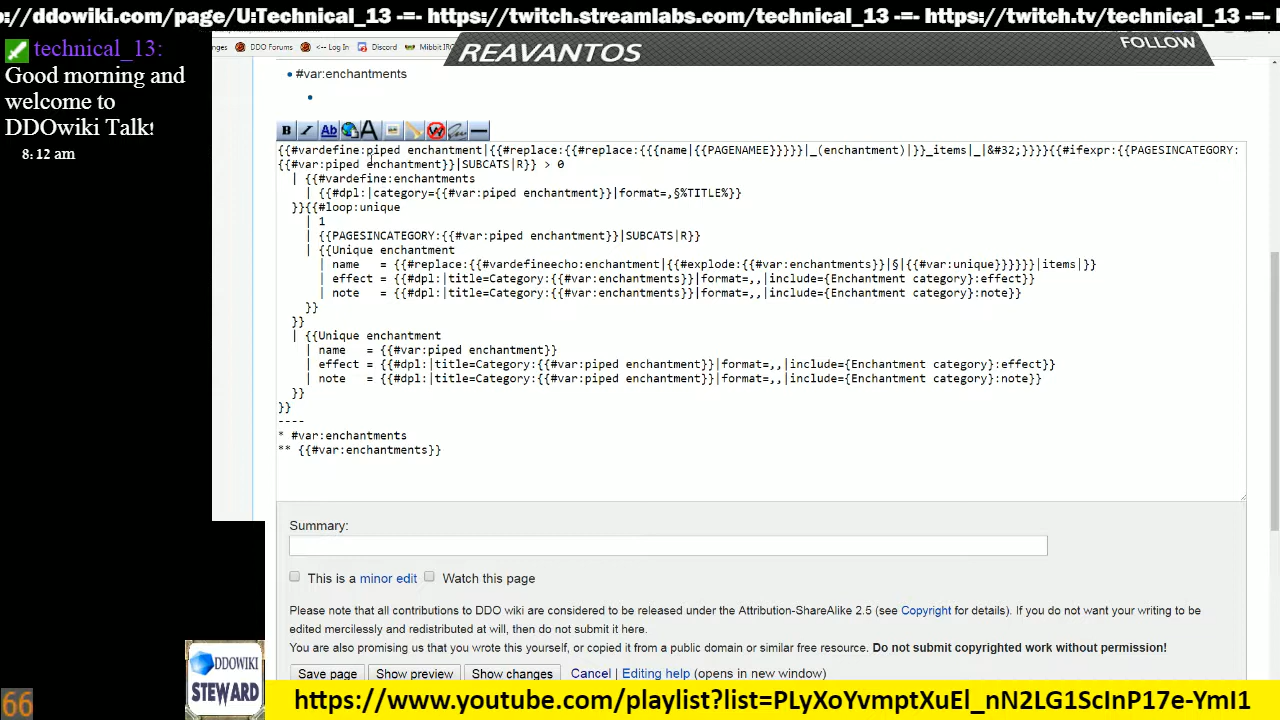 ://ddowiki.com/page/U:Technical_13 -=- https://twitch.streamlabs.com/technical_13 -=- https://twitch.tv/technical_13 -=- 
technical_13:
Good morning and
welcome to
DDOwiki Talk!
8:12 am
DDO Forums <-- Log In Discord Mibbit IRC
REAVANTOS
FOLLOW
• #var:enchantments
•
B I Ab A W
{{#vardefine:piped enchantment|{{#replace:{{#replace:{{{name|{{PAGENAMEE}}}}}|_(enchantment)|}}_items|_|&#32;}}}}{{#ifexpr:{{PAGESINCATEGORY:
{{#var:piped enchantment}}|SUBCATS|R}} > 0
| {{#vardefine:enchantments
| {{#dpl:|category={{#var:piped enchantment}}|format=,§%TITLE%}}
}}{{#loop:unique
| 1
| {{PAGESINCATEGORY:{{#var:piped enchantment}}|SUBCATS|R}}
| {{Unique enchantment
| name = {{#replace:{{#vardefineecho:enchantment|{{#explode:{{#var:enchantments}}|§|{{#var:unique}}}}}}|items|}}
| effect = {{#dpl:|title=Category:{{#var:enchantments}}|format=,,|include={Enchantment category}:effect}}
| note = {{#dpl:|title=Category:{{#var:enchantments}}|format=,,|include={Enchantment category}:note}}
}}
}}
| {{Unique enchantment
| name = {{#var:piped enchantment}}
| effect = {{#dpl:|title=Category:{{#var:piped enchantment}}|format=,,|include={Enchantment category}:effect}}
| note = {{#dpl:|title=Category:{{#var:piped enchantment}}|format=,,|include={Enchantment category}:note}}
}}
}}
----
* #var:enchantments
** {{#var:enchantments}}
Summary:
This is a minor edit Watch this page
Please note that all contributions to DDO wiki are considered to be released under the Attribution-ShareAlike 2.5 (see Copyright for details). If you do not want your writing to be
edited mercilessly and redistributed at will, then do not submit it here.
You are also promising us that you wrote this yourself, or copied it from a public domain or similar free resource. Do not submit copyrighted work without permission!
Save page Show preview Show changes Cancel | Editing help (opens in new window)
DDOWIKI
STEWARD
66
https://www.youtube.com/playlist?list=PLyXoYvmptXuEl_nN2LG1ScInP17e-YmI1